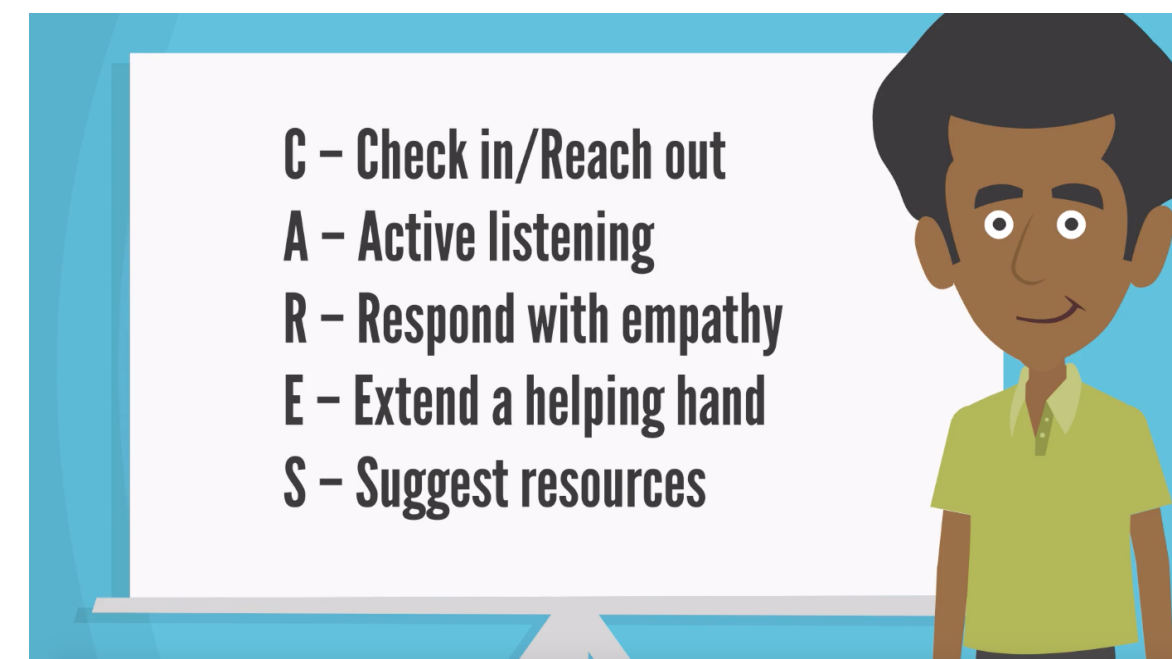 C – Check in/Reach out
A – Active listening
R – Respond with empathy
E – Extend a helping hand
S – Suggest resources